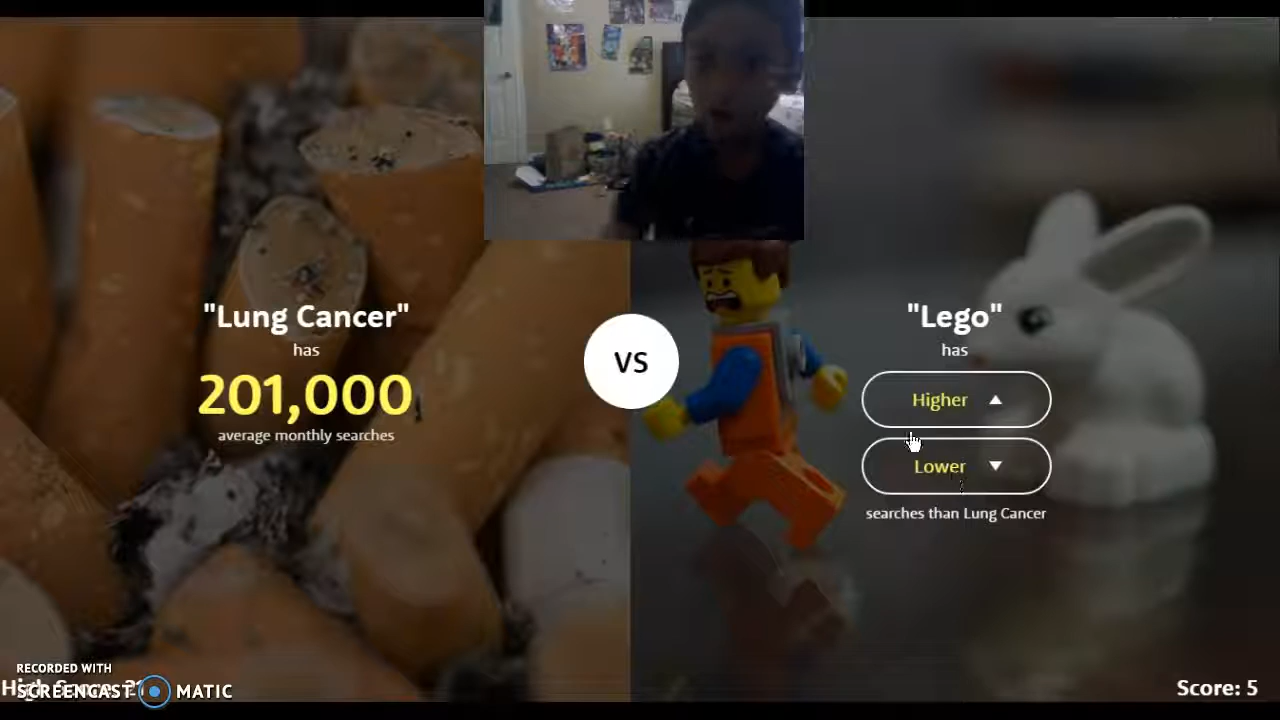 "Lung Cancer"
has
201,000
average monthly searches
VS
"Lego"
has
Higher
Lower
searches than Lung Cancer
RECORDED WITH
SCREENCAST MATIC
Score: 5